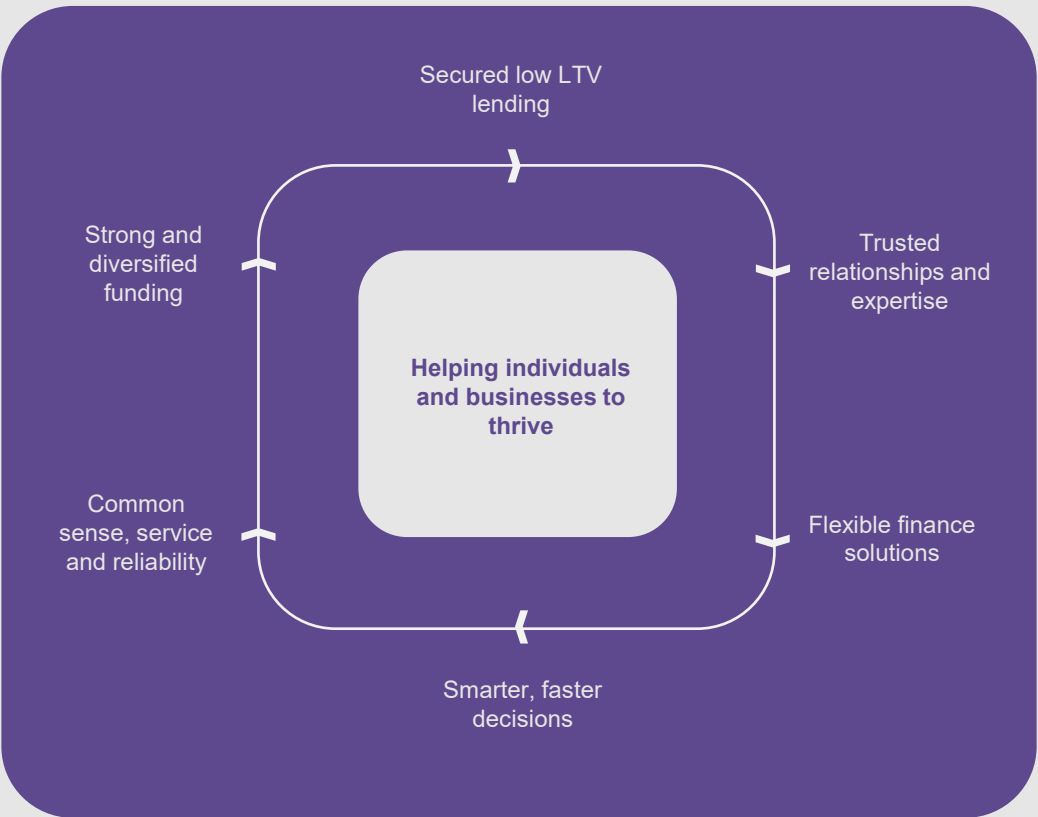 Secured low LTV
lending
Strong and
diversified
funding
Trusted
relationships and
expertise
Helping individuals
and businesses to
thrive
Common
sense, service
and reliability
Flexible finance
solutions
Smarter, faster
decisions